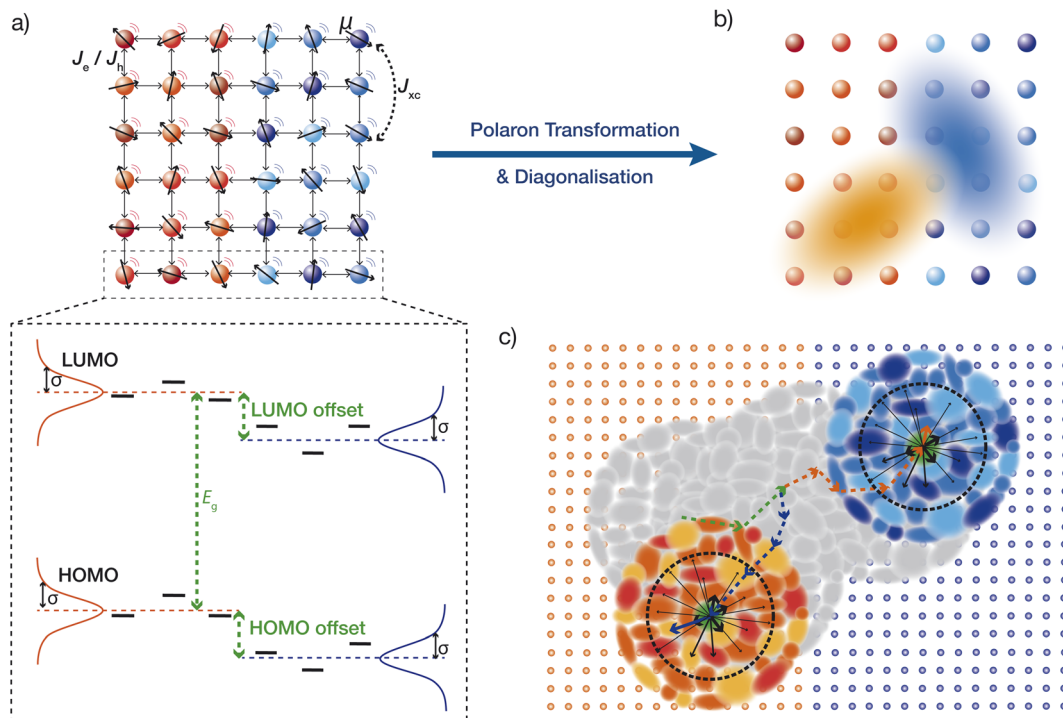 a)
μ
J_e / J_h
J_xc
Polaron Transformation
& Diagonalisation
b)
LUMO
σ
LUMO offset
σ
E_g
HOMO
σ
HOMO offset
σ
c)